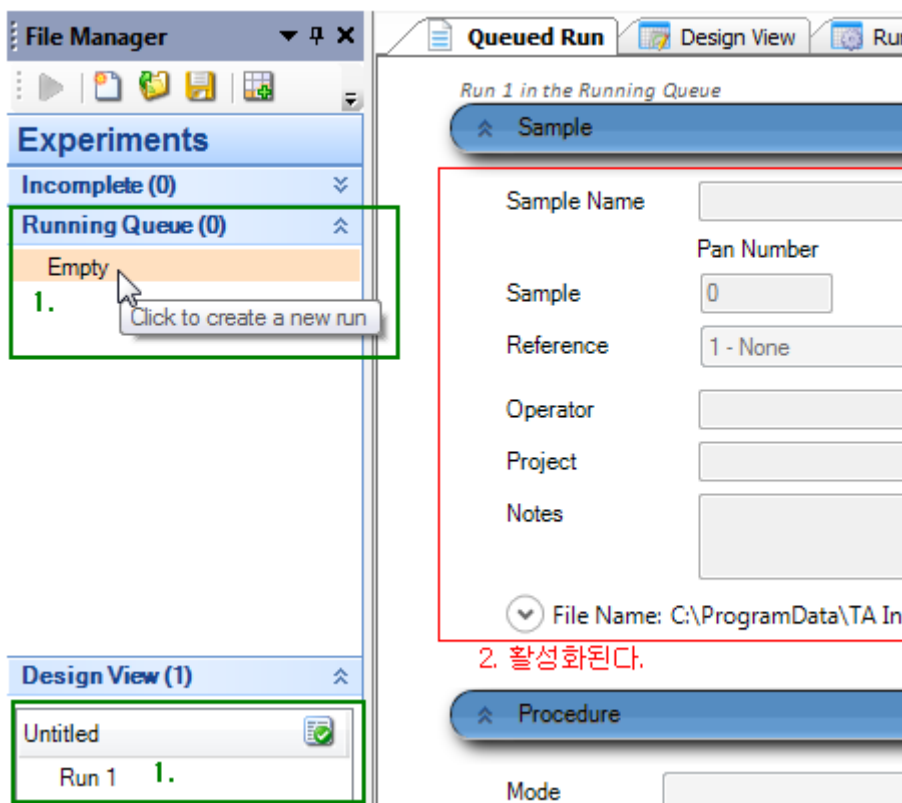 File Manager
Experiments
Incomplete (0)
Running Queue (0)
Empty
1.
Click to create a new run
Design View (1)
Untitled
Run 1 1.
Queued Run Design View Ru
Run 1 in the Running Queue
Sample
Sample Name
Pan Number
Sample 0
Reference 1 - None
Operator
Project
Notes
File Name: C:\ProgramData\TA In
2. 활성화된다.
Procedure
Mode